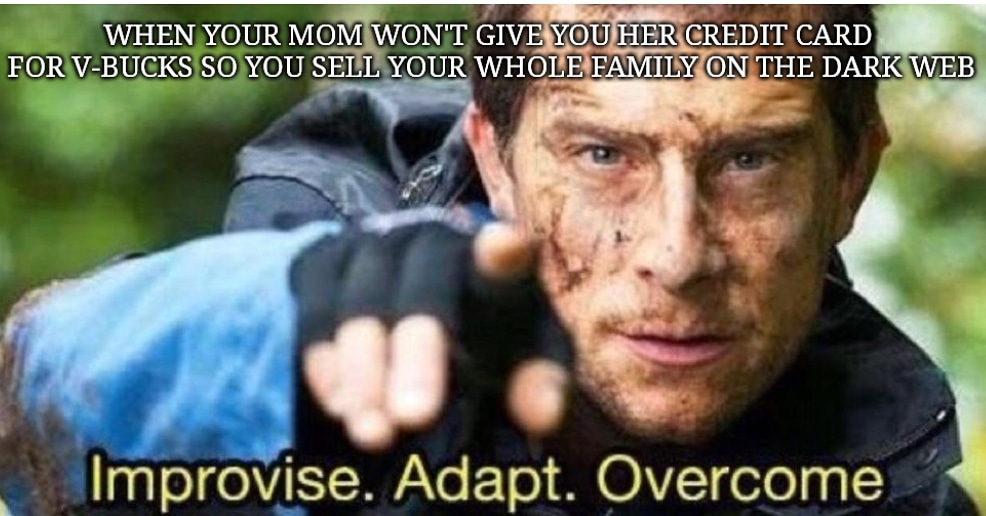 WHEN YOUR MOM WON'T GIVE YOU HER CREDIT CARD
FOR V-BUCKS SO YOU SELL YOUR WHOLE FAMILY ON THE DARK WEB
Improvise. Adapt. Overcome